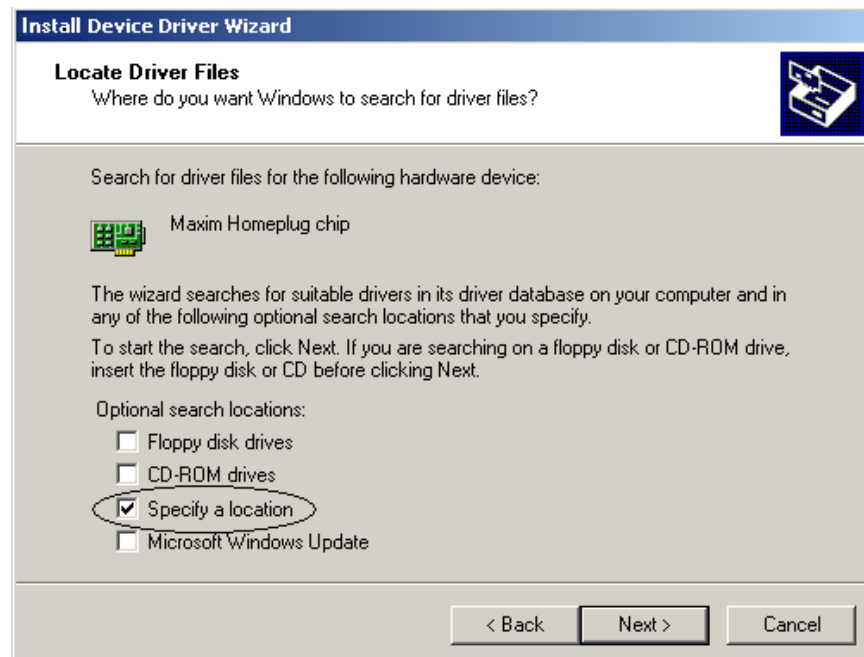 Install Device Driver Wizard
Locate Driver Files
Where do you want Windows to search for driver files?
Search for driver files for the following hardware device:
Maxim Homeplug chip
The wizard searches for suitable drivers in its driver database on your computer and in
any of the following optional search locations that you specify.
To start the search, click Next. If you are searching on a floppy disk or CD-ROM drive,
insert the floppy disk or CD before clicking Next.
Optional search locations:
Floppy disk drives
CD-ROM drives
Specify a location
Microsoft Windows Update
< Back Next > Cancel